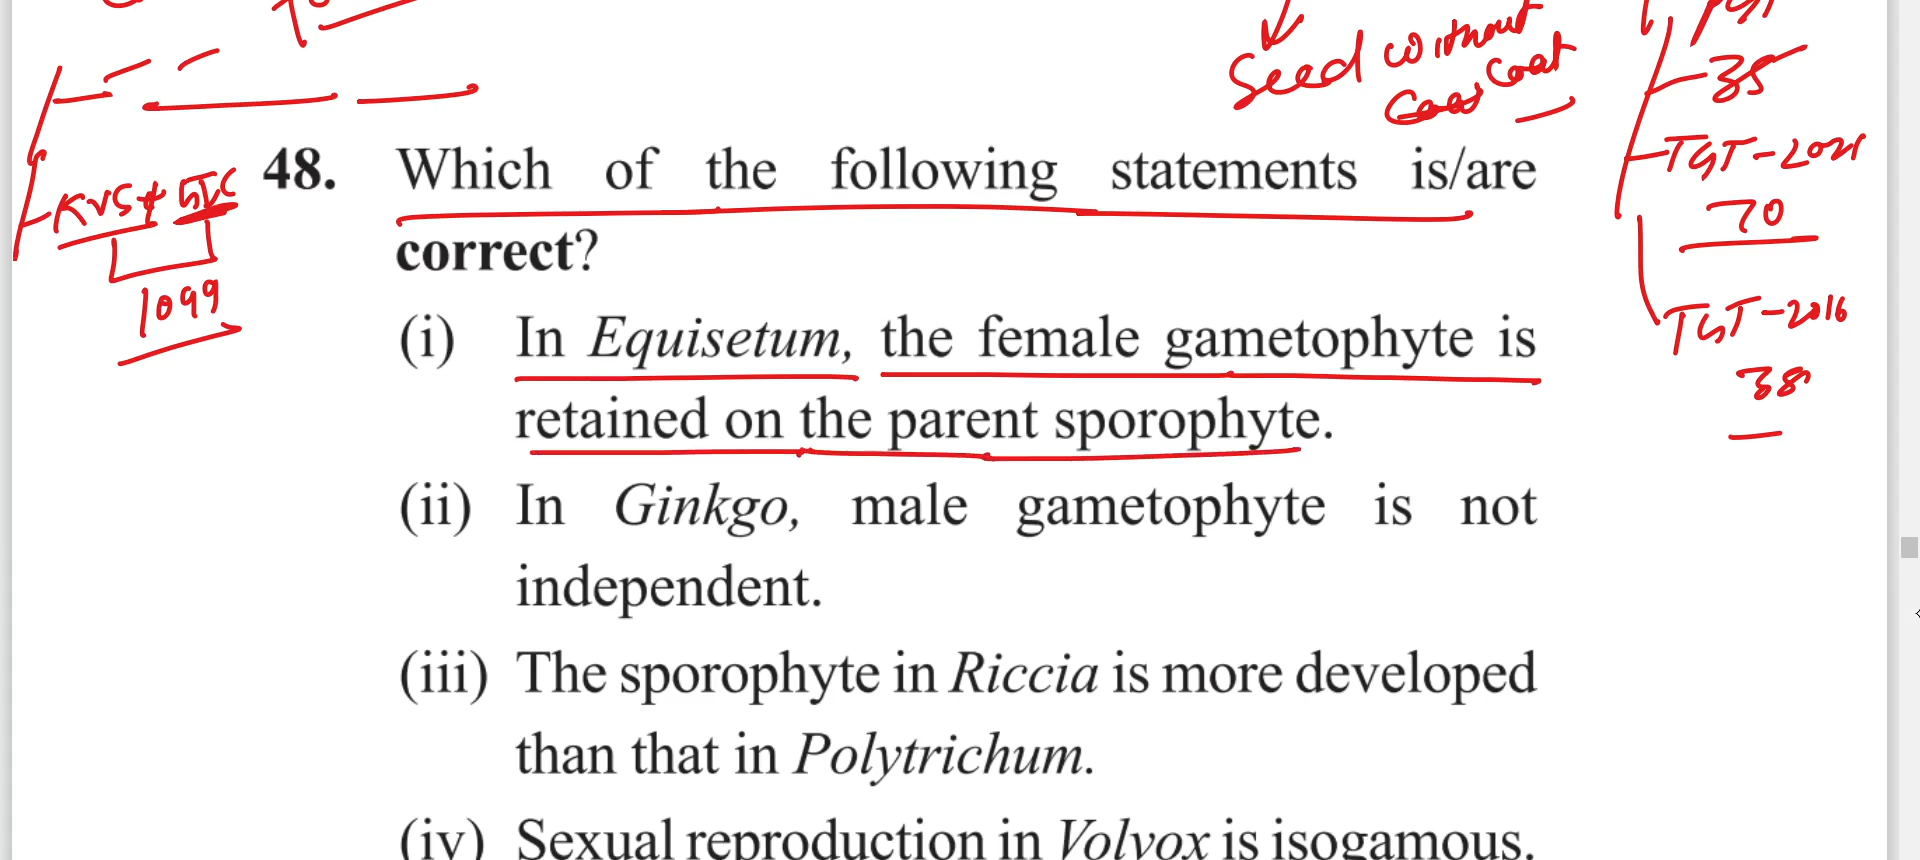 Seed without
Coat Coat
35
TGT-2021
70
TGT-2016
38
KVS +
1099
48. Which of the following statements is/are
correct?
(i) In Equisetum, the female gametophyte is
retained on the parent sporophyte.
(ii) In Ginkgo, male gametophyte is not
independent.
(iii) The sporophyte in Riccia is more developed
than that in Polytrichum.
(iv) Sexual reproduction in Volvox is isogamous.